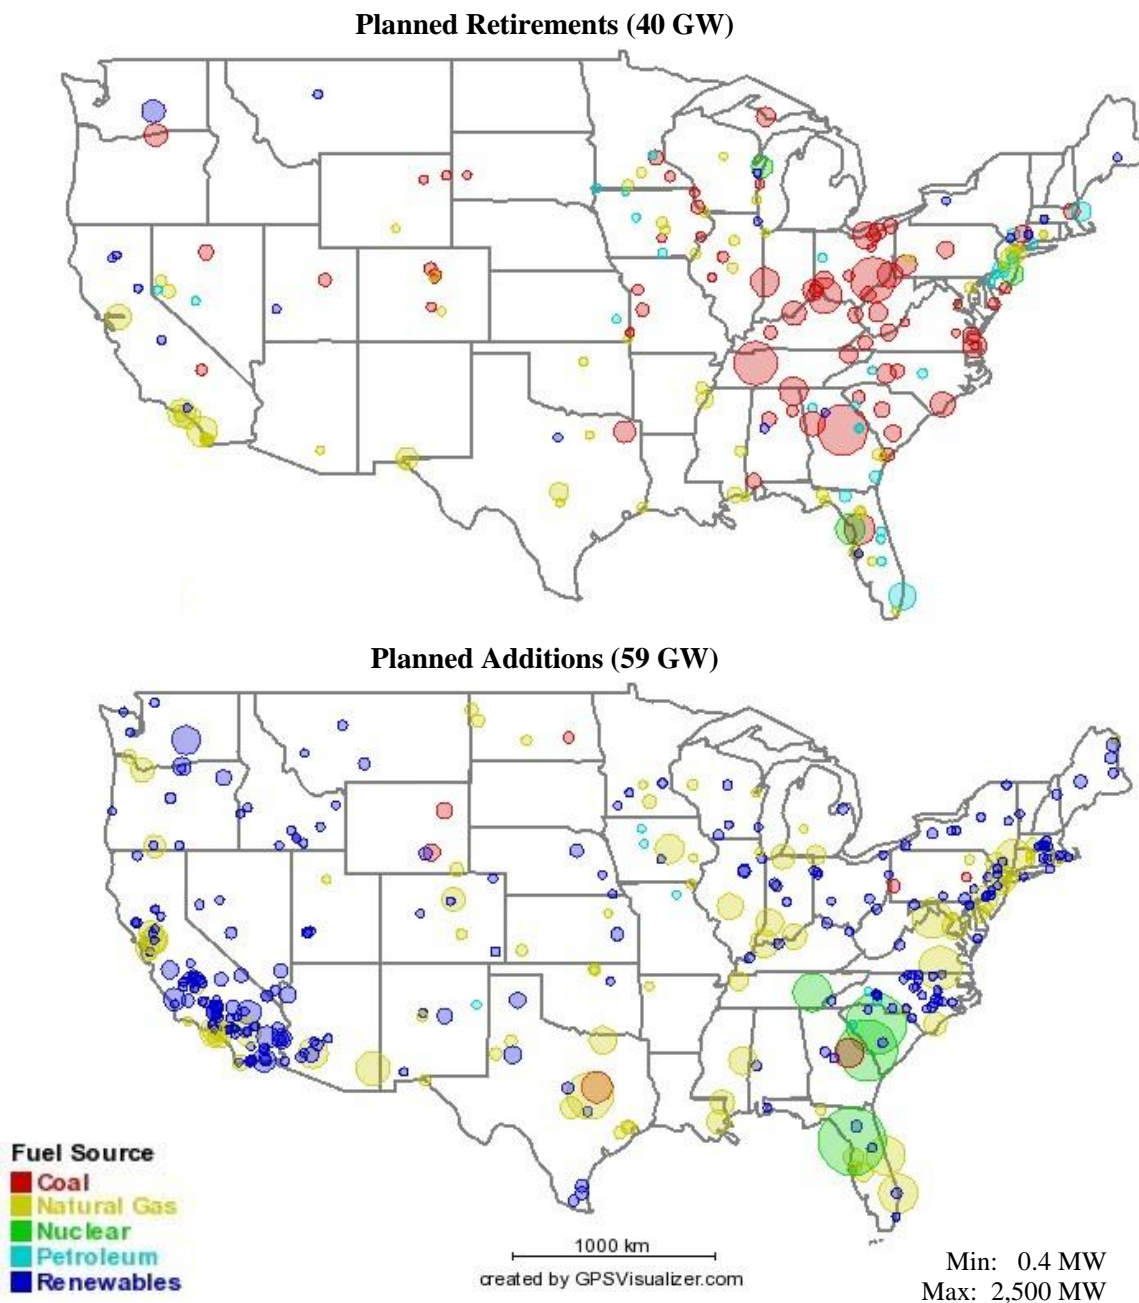 Planned Retirements (40 GW)
Planned Additions (59 GW)
Fuel Source
Coal
Natural Gas
Nuclear
Petroleum
Renewables
1000 km
created by GPSVisualizer.com
Min: 0.4 MW
Max: 2,500 MW